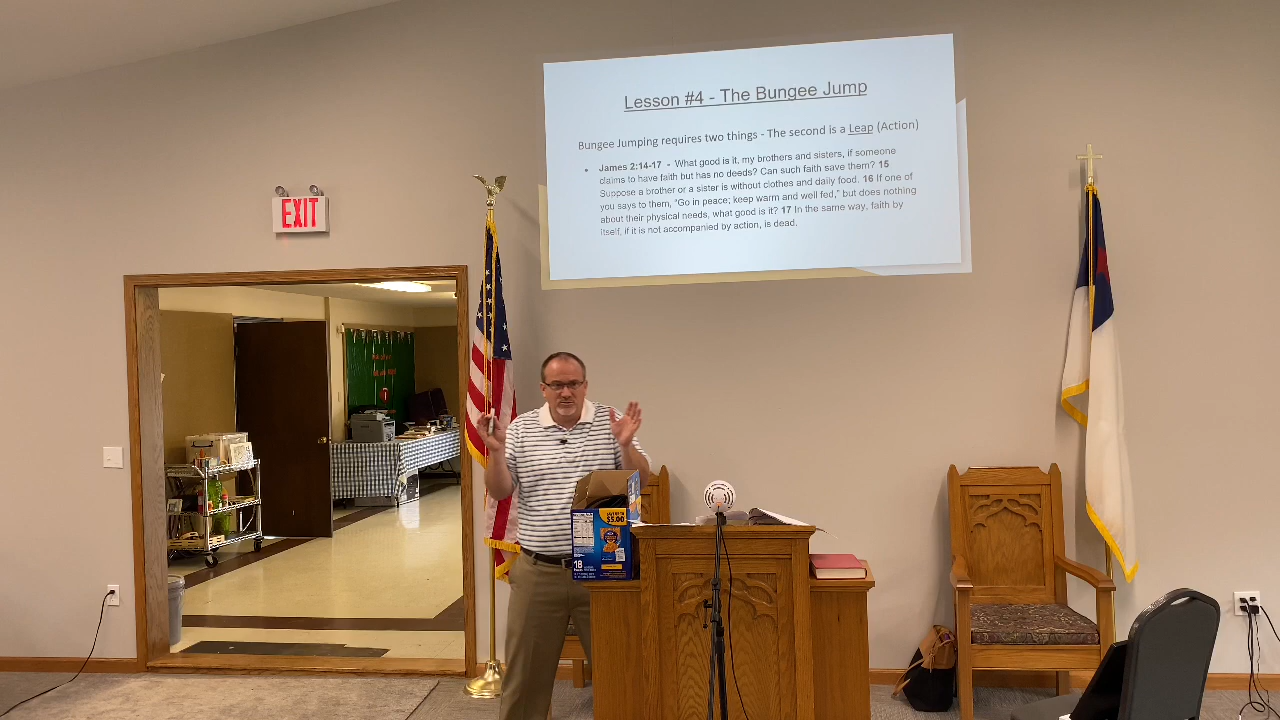 Lesson #4 - The Bungee Jump
Bungee Jumping requires two things - The second is a Leap (Action)
• James 2:14-17 - What good is it, my brothers and sisters, if someone
claims to have faith but has no deeds? Can such faith save them? 15
Suppose a brother or a sister is without clothes and daily food. 16 If one of
you says to them, "Go in peace; keep warm and well fed," but does nothing
about their physical needs, what good is it? 17 In the same way, faith by
itself, if it is not accompanied by action, is dead.
EXIT
$5.00
18